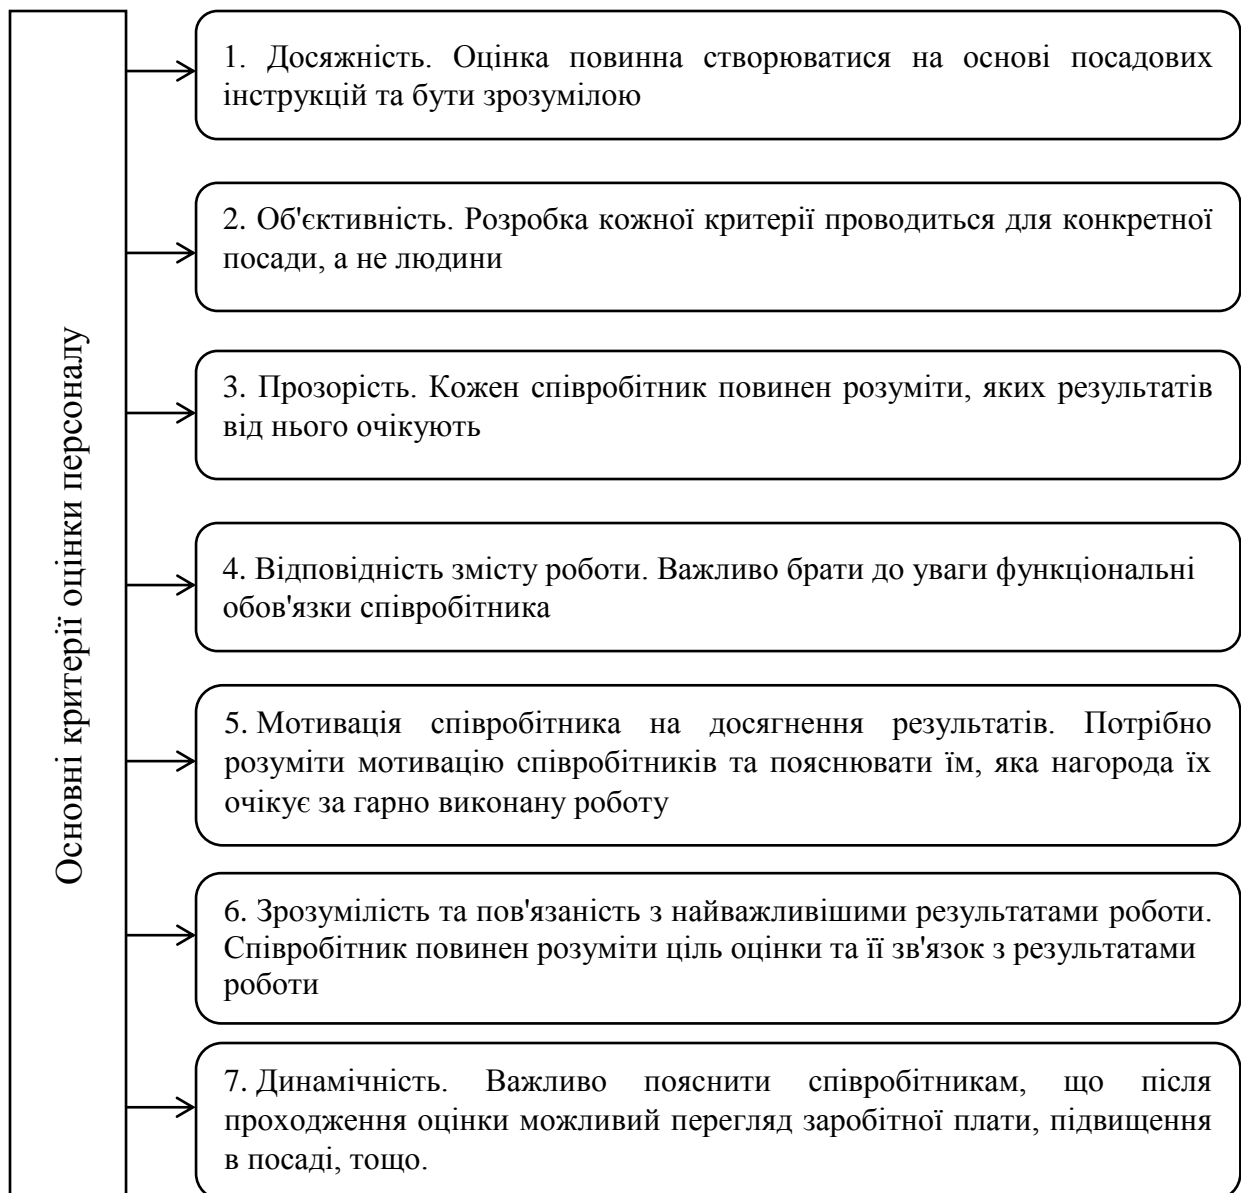 Основні критерії оцінки персоналу
1. Досяжність. Оцінка повинна створюватися на основі посадових
інструкцій та бути зрозумілою
2. Об'єктивність. Розробка кожної критерії проводиться для конкретної
посади, а не людини
3. Прозорість. Кожен співробітник повинен розуміти, яких результатів
від нього очікують
4. Відповідність змісту роботи. Важливо брати до уваги функціональні
обов'язки співробітника
5. Мотивація співробітника на досягнення результатів. Потрібно
розуміти мотивацію співробітників та пояснювати їм, яка нагорода їх
очікує за гарно виконану роботу
6. Зрозумілість та пов'язаність з найважливішими результатами роботи.
Співробітник повинен розуміти ціль оцінки та її зв'язок з результатами
роботи
7. Динамічність. Важливо пояснити співробітникам, що після
проходження оцінки можливий перегляд заробітної плати, підвищення
в посаді, тощо.